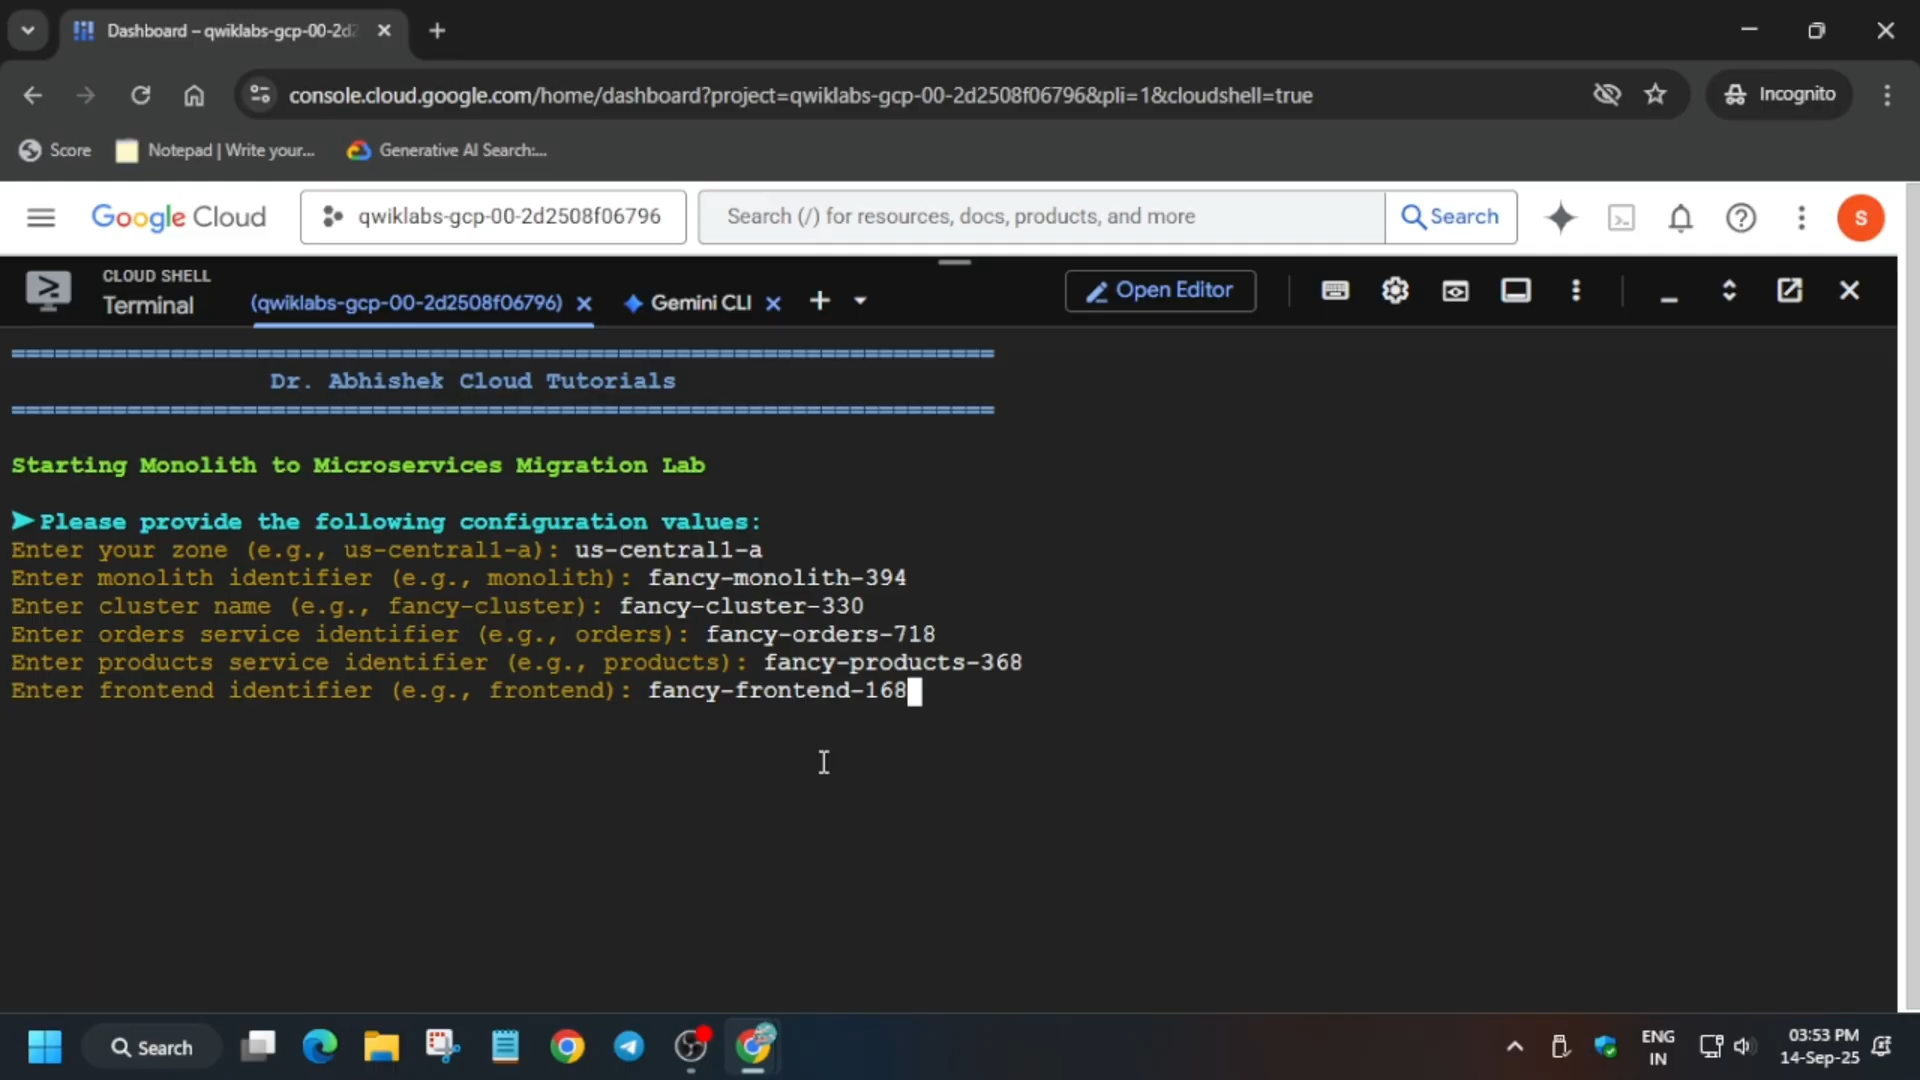 Dashboard – qwiklabs-gcp-00-2d2
console.cloud.google.com/home/dashboard?project=qwiklabs-gcp-00-2d2508f06796&pli=1&cloudshell=true
Incognito
Score
Notepad | Write your...
Generative AI Search:...
Google Cloud
qwiklabs-gcp-00-2d2508f06796
Search (/) for resources, docs, products, and more
Search
S
CLOUD SHELL
Terminal
(qwiklabs-gcp-00-2d2508f06796)
Gemini CLI
Open Editor
Dr. Abhishek Cloud Tutorials
Starting Monolith to Microservices Migration Lab
➤Please provide the following configuration values:
Enter your zone (e.g., us-central1-a): us-central1-a
Enter monolith identifier (e.g., monolith): fancy-monolith-394
Enter cluster name (e.g., fancy-cluster): fancy-cluster-330
Enter orders service identifier (e.g., orders): fancy-orders-718
Enter products service identifier (e.g., products): fancy-products-368
Enter frontend identifier (e.g., frontend): fancy-frontend-168
Search
ENG
IN
03:53 PM
14-Sep-25